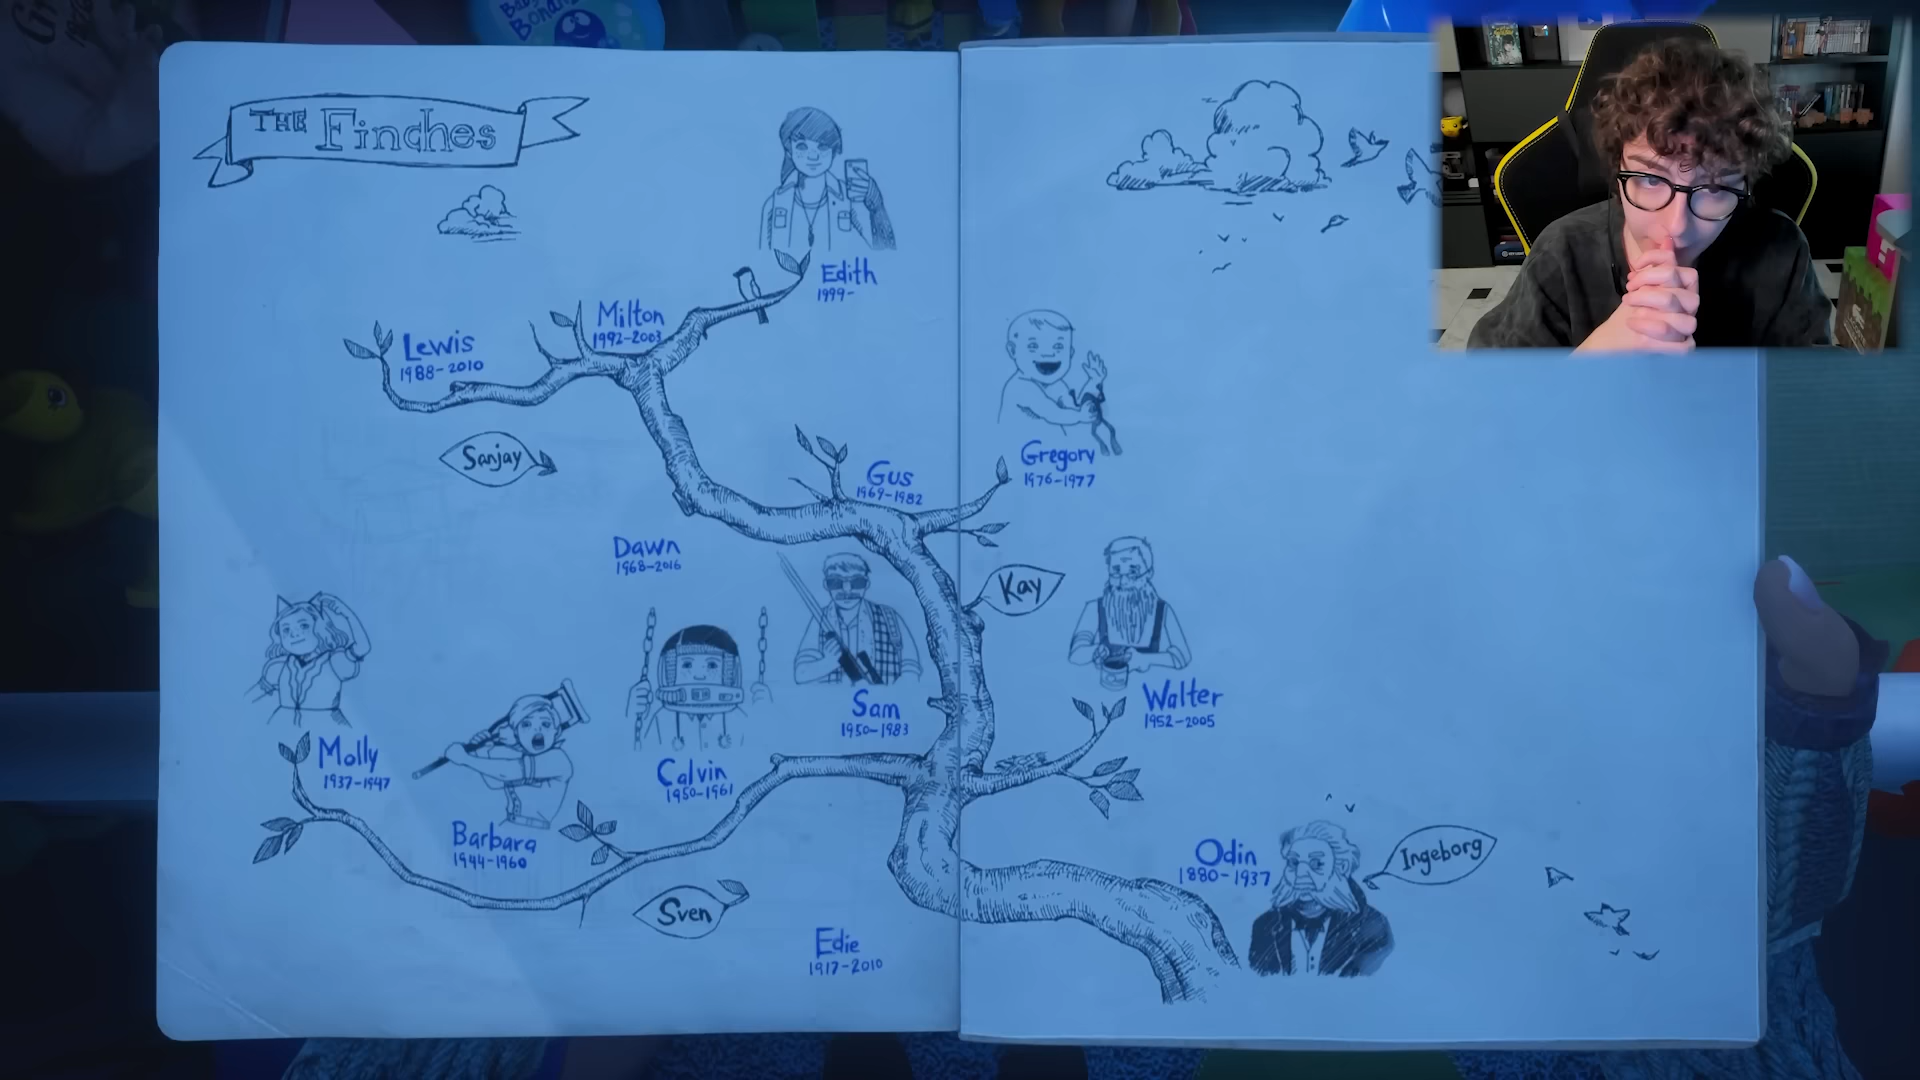 THE Finches
Edith
1999-
Milton
1992-2003
Lewis
1988-2010
Sanjay
Gregory
1976-1977
Gus
1969-1982
Dawn
1968-2016
Kay
Sam
1950-1983
Walter
1952-2005
Molly
1937-1947
Calvin
1950-1961
Barbara
1944-1960
Odin
1880-1937
Ingeborg
Sven
Edie
1917-2010